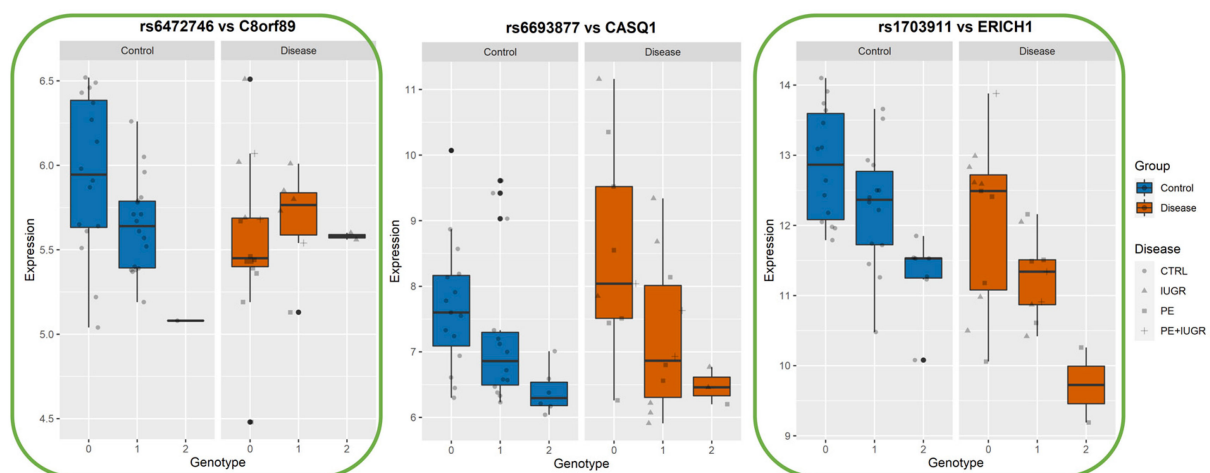 rs6472746 vs C8orf89
Control
Disease
Expression
6.5
6.0
5.5
5.0
4.5
0
1
2
0
1
2
Genotype
rs6693877 vs CASQ1
Control
Disease
Expression
11
10
9
8
7
6
0
1
2
0
1
2
Genotype
rs1703911 vs ERICH1
Control
Disease
Expression
14
13
12
11
10
9
0
1
2
0
1
2
Genotype
Group
Control
Disease
Disease
CTRL
IUGR
PE
PE+IUGR